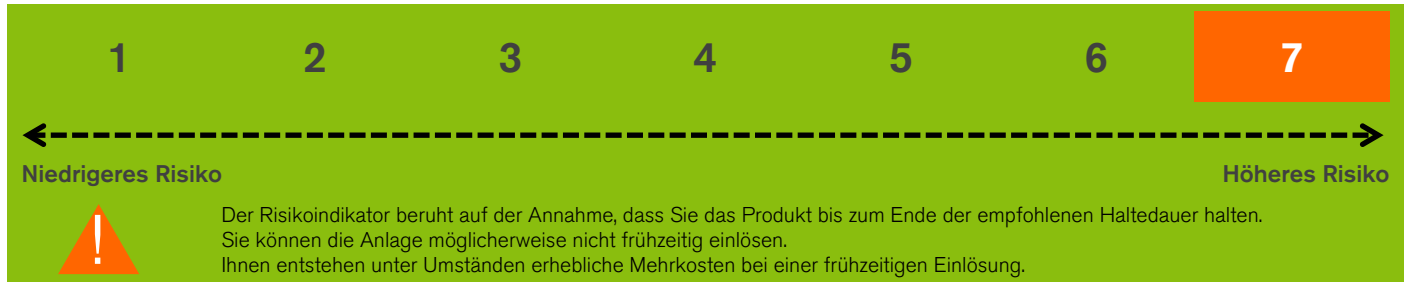 1 2 3 4 5 6 7
Niedrigeres Risiko Höheres Risiko
!
Der Risikoindikator beruht auf der Annahme, dass Sie das Produkt bis zum Ende der empfohlenen Haltedauer halten.
Sie können die Anlage möglicherweise nicht frühzeitig einlösen.
Ihnen entstehen unter Umständen erhebliche Mehrkosten bei einer frühzeitigen Einlösung.